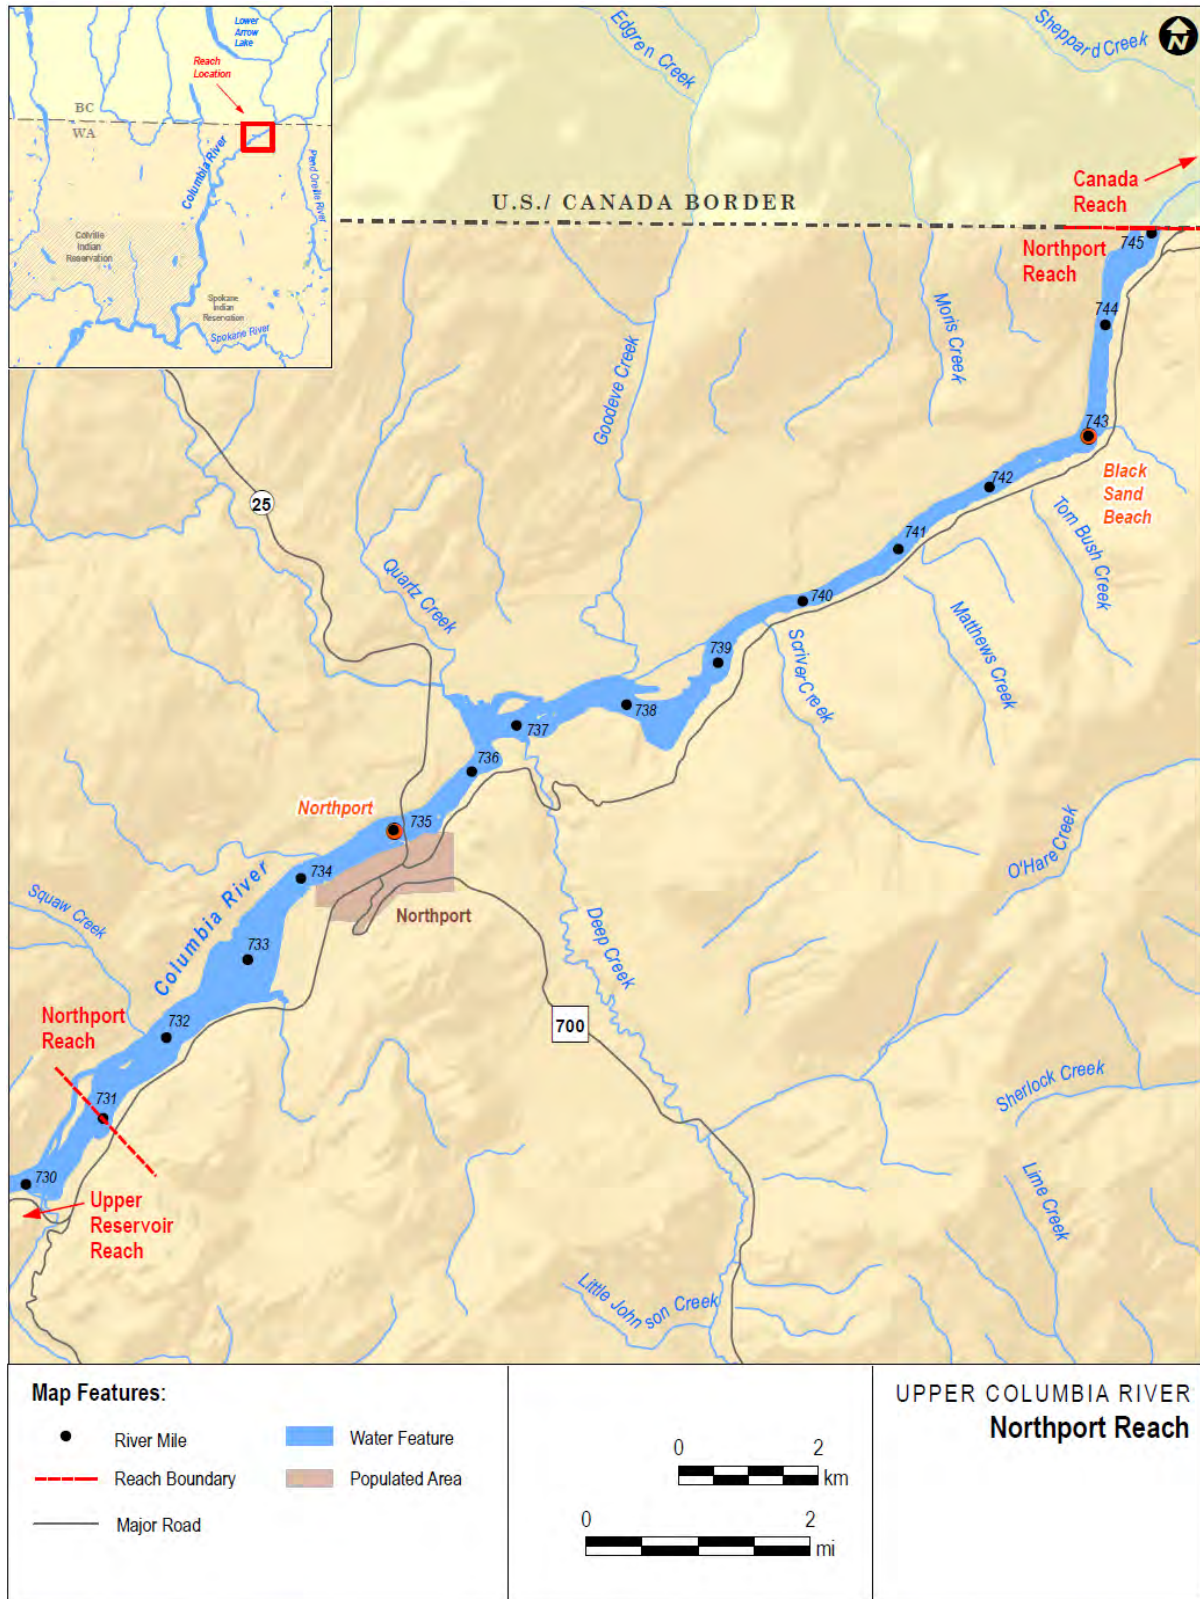 Lower
Arrow
Lake
Reach
Location
BC
WA
Columbia River
Pend Oreille River
Colville
Indian
Reservation
Spokane
Indian
Reservation
Spokane River
Edgren Creek
Sheppard Creek
N
Canada
Reach
U.S./ CANADA BORDER
Northport
Reach
745
744
Moris Creek
Goodeve Creek
743
Black
Sand
Beach
742
Tom Bush Creek
25
741
Quartz Creek
740
Matthews Creek
Scriver Creek
739
738
737
736
Northport
735
O'Hare Creek
734
Squaw Creek
Columbia River
Northport
Deep Creek
733
Northport
Reach
732
700
Sherlock Creek
731
730
Upper
Reservoir
Reach
Lime Creek
Little Johnson Creek
Map Features:
River Mile
Water Feature
Reach Boundary
Populated Area
Major Road
0 2
km
0 2
mi
UPPER COLUMBIA RIVER
Northport Reach